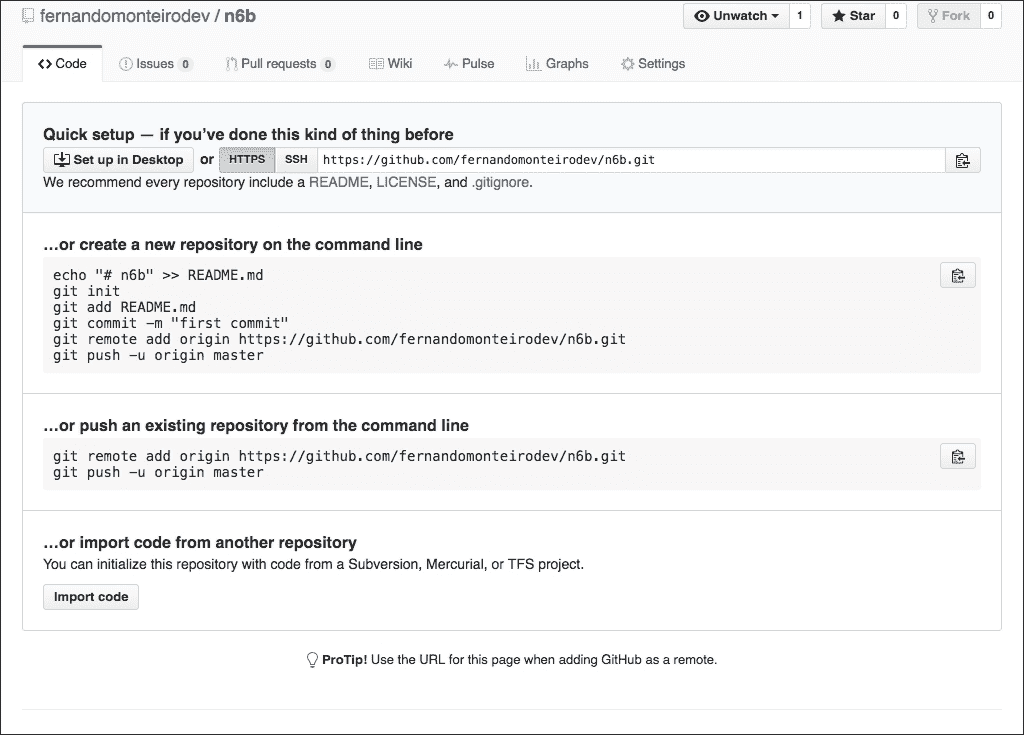 fernandomonteirodev / n6b
Unwatch 1 Star 0 Fork 0
Code Issues 0 Pull requests 0 Wiki Pulse Graphs Settings
Quick setup — if you've done this kind of thing before
Set up in Desktop or HTTPS SSH https://github.com/fernandomonteirodev/n6b.git
We recommend every repository include a README, LICENSE, and .gitignore.
…or create a new repository on the command line
echo "# n6b" >> README.md
git init
git add README.md
git commit -m "first commit"
git remote add origin https://github.com/fernandomonteirodev/n6b.git
git push -u origin master
…or push an existing repository from the command line
git remote add origin https://github.com/fernandomonteirodev/n6b.git
git push -u origin master
…or import code from another repository
You can initialize this repository with code from a Subversion, Mercurial, or TFS project.
Import code
ProTip! Use the URL for this page when adding GitHub as a remote.